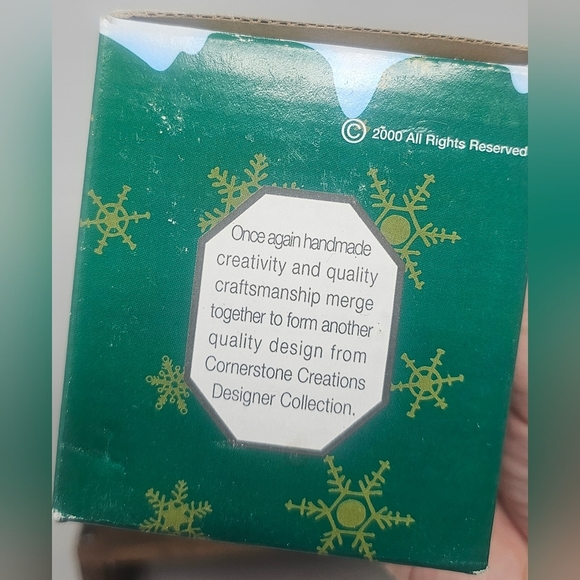 © 2000 All Rights Reserved
Once again handmade
creativity and quality
craftsmanship merge
together to form another
quality design from
Cornerstone Creations
Designer Collection.